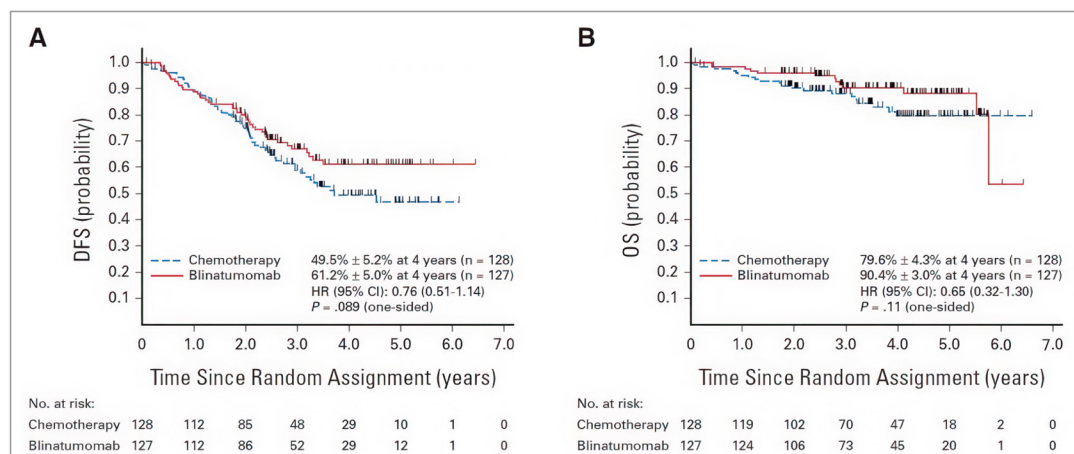 A
1.0
0.9
0.8
0.7
0.6
0.5
0.4
0.3
0.2
0.1
DFS (probability)
Chemotherapy 49.5% ± 5.2% at 4 years (n = 128)
Blinatumomab 61.2% ± 5.0% at 4 years (n = 127)
HR (95% CI): 0.76 (0.51-1.14)
P = .089 (one-sided)
0 1.0 2.0 3.0 4.0 5.0 6.0 7.0
Time Since Random Assignment (years)
No. at risk:
Chemotherapy 128 112 85 48 29 10 1 0
Blinatumomab 127 112 86 52 29 12 1 0
B
1.0
0.9
0.8
0.7
0.6
0.5
0.4
0.3
0.2
0.1
OS (probability)
Chemotherapy 79.6% ± 4.3% at 4 years (n = 128)
Blinatumomab 90.4% ± 3.0% at 4 years (n = 127)
HR (95% CI): 0.65 (0.32-1.30)
P = .11 (one-sided)
0 1.0 2.0 3.0 4.0 5.0 6.0 7.0
Time Since Random Assignment (years)
No. at risk:
Chemotherapy 128 119 102 70 47 18 2 0
Blinatumomab 127 124 106 73 45 20 1 0